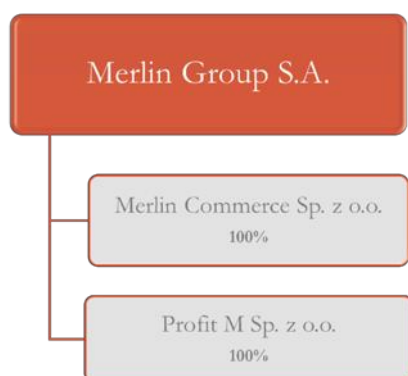 Merlin Group S.A.
Merlin Commerce Sp. z o.o.
100%
Profit M Sp. z o.o.
100%